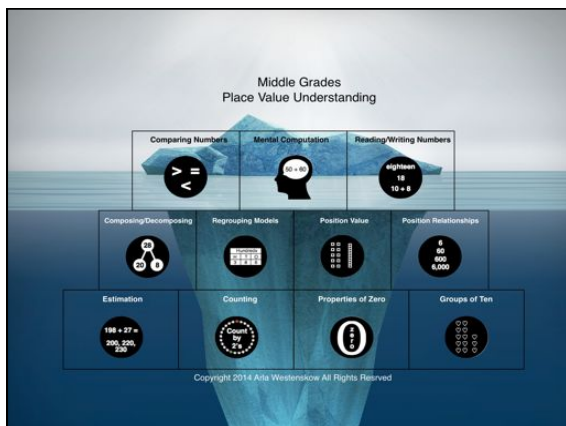 Middle Grades
Place Value Understanding
Comparing Numbers
Mental Computation
Reading/Writing Numbers
> =
<
50 + 60
eighteen
18
10 + 8
Composing/Decomposing
Regrouping Models
Position Value
Position Relationships
28
20 8
Hundreds
6
60
600
6,000
Estimation
Counting
Properties of Zero
Groups of Ten
198 + 27 =
200, 220,
230
Count
by
2's
0
zero
Copyright 2014 Arla Westenskow All Rights Resrved